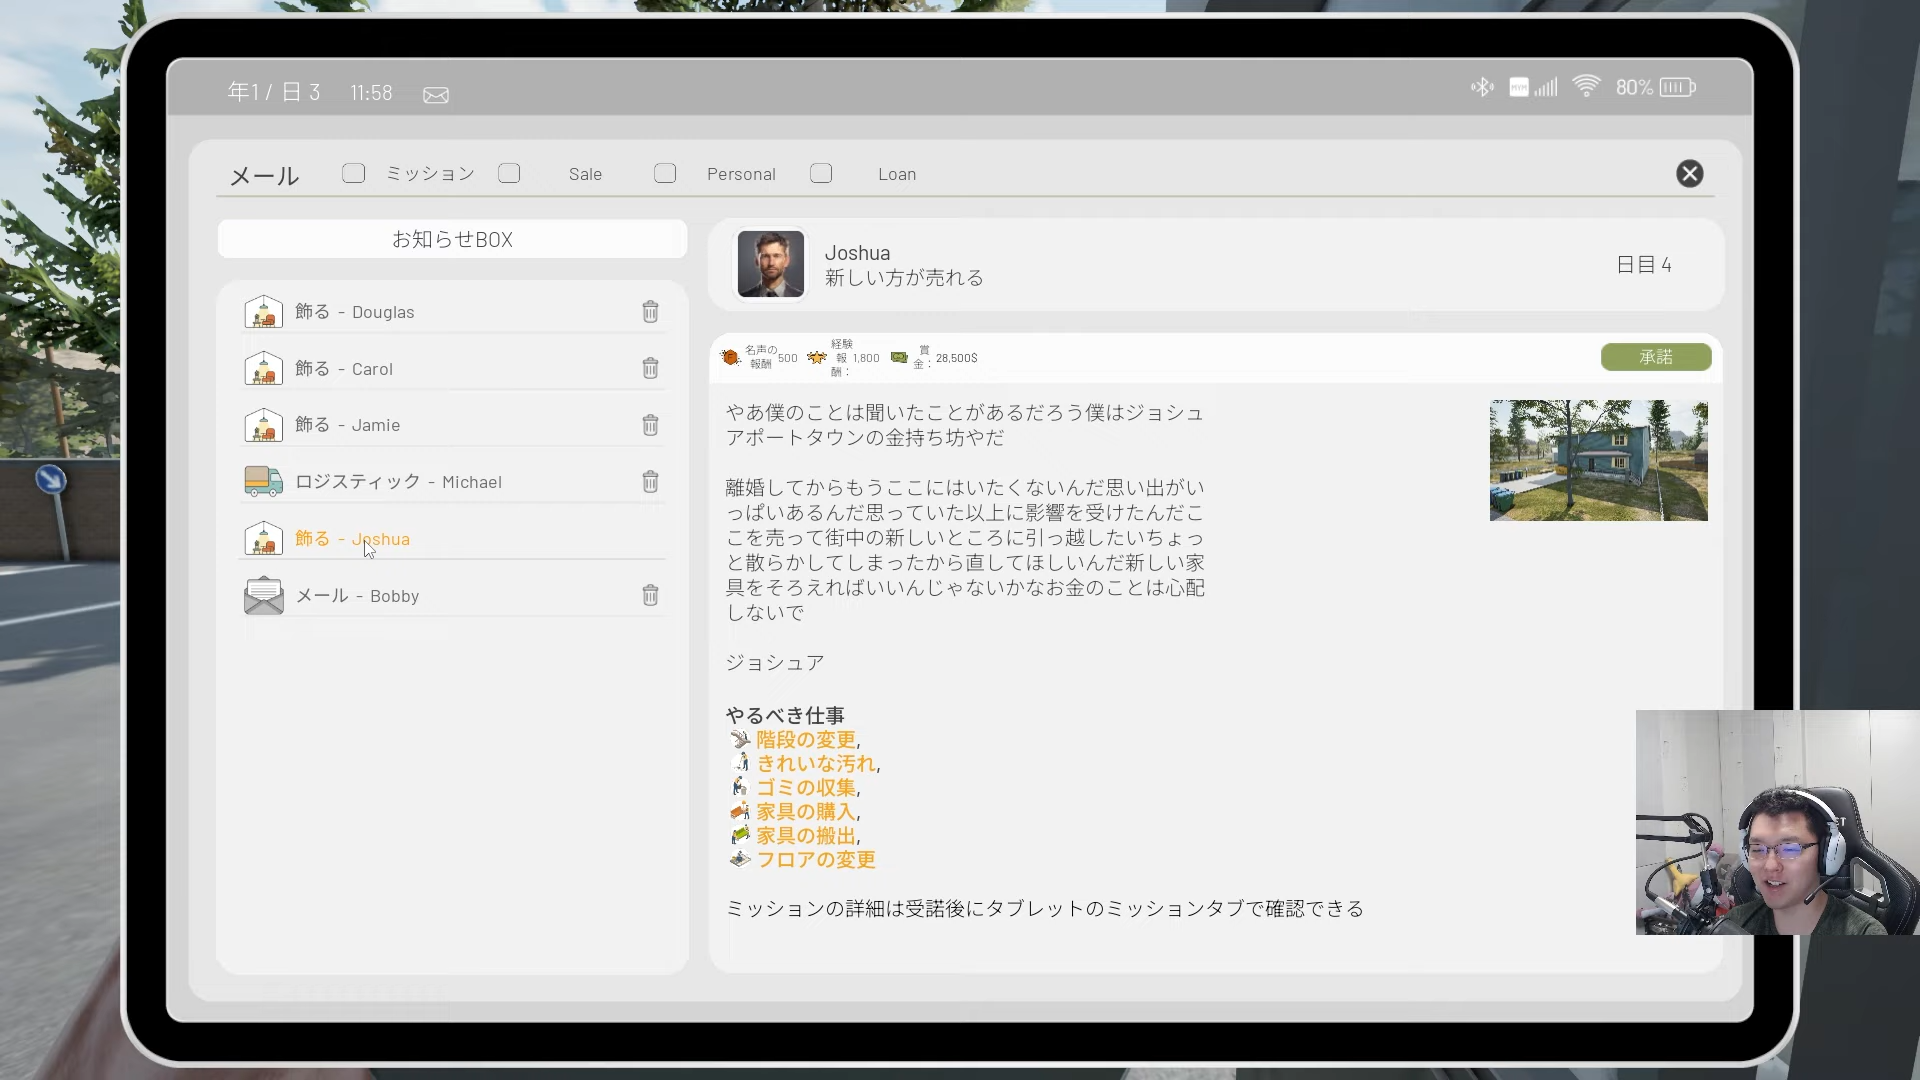 年1 / 日 3 11:58
80%
メール ミッション Sale Personal Loan
お知らせBOX
飾る - Douglas
飾る - Carol
飾る - Jamie
ロジスティック - Michael
飾る - Joshua
メール - Bobby
Joshua
新しい方が売れる
日目 4
名声の
報酬
500
経験
報
酬：
1,800
賞
金：
28,500$
承諾
やあ僕のことは聞いたことがあるだろう僕はジョシュ
アポートタウンの金持ち坊やだ
離婚してからもうここにはいたくないんだ思い出がい
っぱいあるんだ思っていた以上に影響を受けたんだこ
こを売って街中の新しいところに引っ越したいちょっ
と散らかしてしまったから直してほしいんだ新しい家
具をそろえればいいんじゃないかなお金のことは心配
しないで
ジョシュア
やるべき仕事
階段の変更,
きれいな汚れ,
ゴミの収集,
家具の購入,
家具の搬出,
フロアの変更
ミッションの詳細は受諾後にタブレットのミッションタブで確認できる